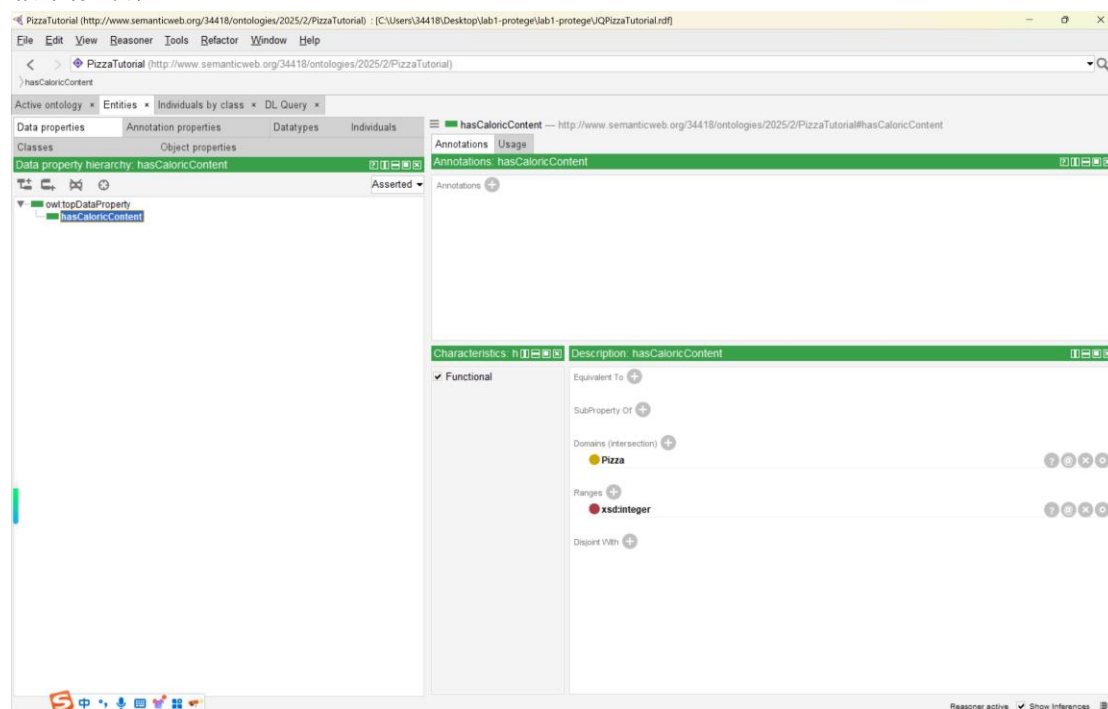 PizzaTutorial (http://www.semanticweb.org/34418/ontologies/2025/2/PizzaTutorial) : [C:\Users\34418\Desktop\lab1-protege\lab1-protege\JQPizzaTutorial.rdf]
File Edit View Reasoner Tools Refactor Window Help
PizzaTutorial (http://www.semanticweb.org/34418/ontologies/2025/2/PizzaTutorial)
hasCaloricContent
Active ontology × Entities × Individuals by class × DL Query ×
Data properties Annotation properties Datatypes Individuals
Classes Object properties
Data property hierarchy: hasCaloricContent
Asserted
owl:topDataProperty
hasCaloricContent
hasCaloricContent — http://www.semanticweb.org/34418/ontologies/2025/2/PizzaTutorial#hasCaloricContent
Annotations Usage
Annotations: hasCaloricContent
Annotations
Characteristics: h
Functional
Description: hasCaloricContent
Equivalent To
SubProperty Of
Domains (intersection)
Pizza
Ranges
xsd:integer
Disjoint With
中
Reasoner active Show Inferences